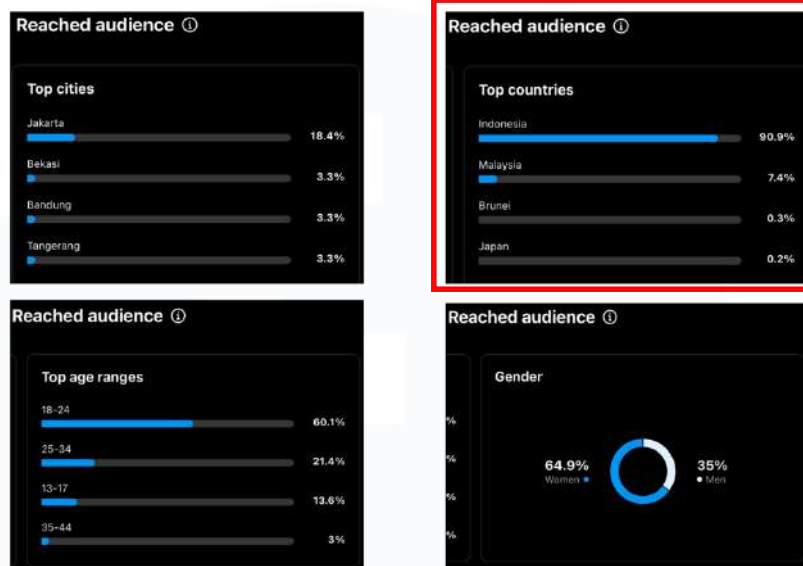 Reached audience ⓘ
Top cities
Jakarta
18.4%
Bekasi
3.3%
Bandung
3.3%
Tangerang
3.3%
Reached audience ⓘ
Top countries
Indonesia
90.9%
Malaysia
7.4%
Brunei
0.3%
Japan
0.2%
Reached audience ⓘ
Top age ranges
18-24
60.1%
25-34
21.4%
13-17
13.6%
35-44
3%
Reached audience ⓘ
Gender
%
%
%
%
64.9%
Women
35%
Men